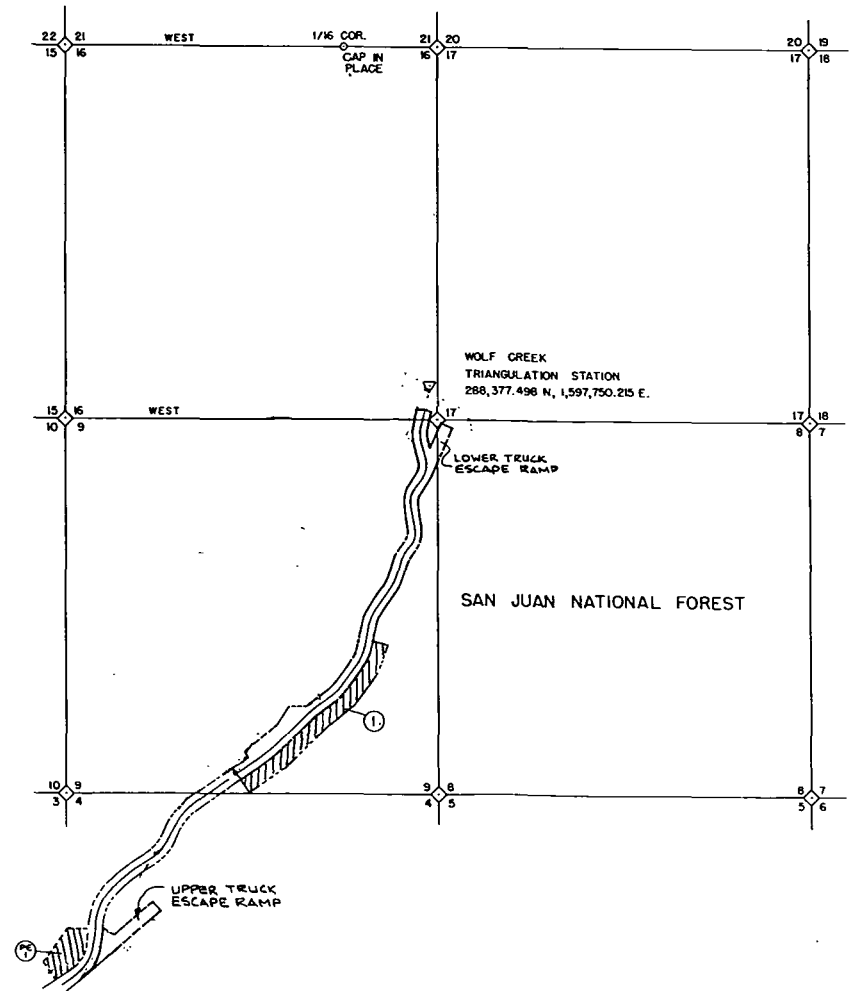 22 21
15 16
WEST
1/16 COR.
CAP IN
PLACE
21 20
16 17
20 19
17 18
WOLF CREEK
TRIANGULATION STATION
288,377.498 N, 1,597,750.215 E.
15 16
10 9
WEST
17
17 18
8 7
LOWER TRUCK
ESCAPE RAMP
SAN JUAN NATIONAL FOREST
1.
10 9
3 4
9 8
4 5
8 7
5 6
UPPER TRUCK
ESCAPE RAMP
PE
1